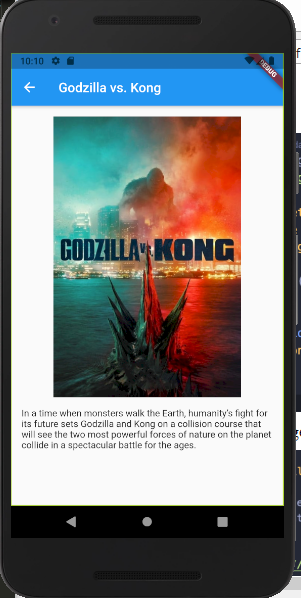 10:10
DEBUG
Godzilla vs. Kong
GODZILLA vs. KONG
In a time when monsters walk the Earth, humanity's fight for
its future sets Godzilla and Kong on a collision course that
will see the two most powerful forces of nature on the planet
collide in a spectacular battle for the ages.